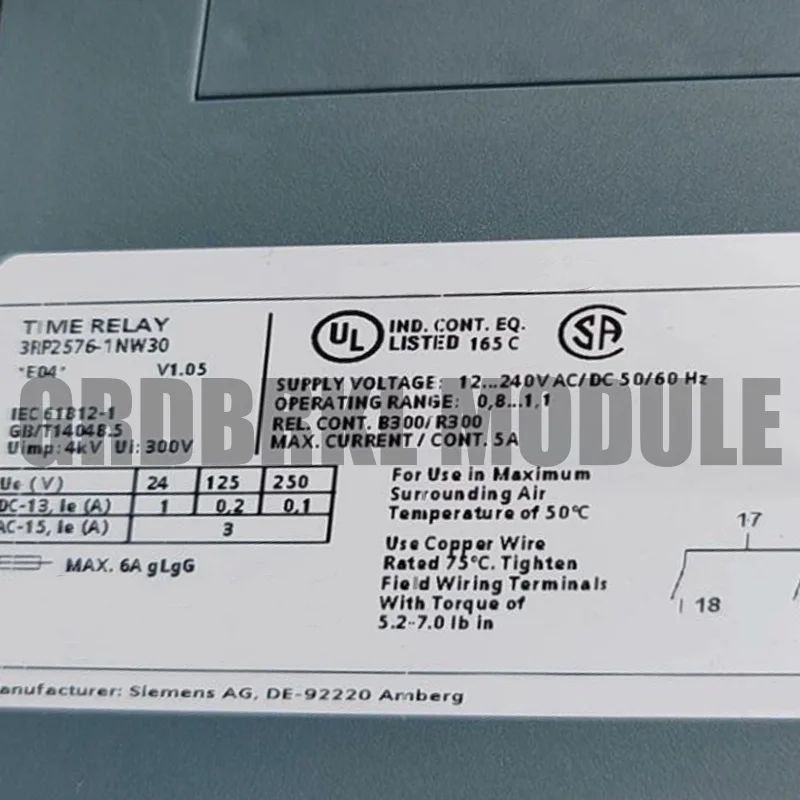 TIME RELAY
3RP2576-1NW30
*E04* V1.05
IEC 61812-1
GB/T14048.5
Uimp: 4kV Ui: 300V
UL IND. CONT. EQ.
LISTED 165 C
SA
SUPPLY VOLTAGE: 12...240V AC/DC 50/60 Hz
OPERATING RANGE: 0,8...1,1
REL. CONT. B300/R300
MAX. CURRENT / CONT. 5A
GRDBRAKE MODULE
Ue (V) 24 125 250
DC-13, Ie (A) 1 0,2 0,1
AC-15, Ie (A) 3
MAX. 6A gLgG
For Use in Maximum
Surrounding Air
Temperature of 50°C
Use Copper Wire
Rated 75°C. Tighten
Field Wiring Terminals
With Torque of
5.2-7.0 lb in
17
18
anufacturer: Siemens AG, DE-92220 Amberg